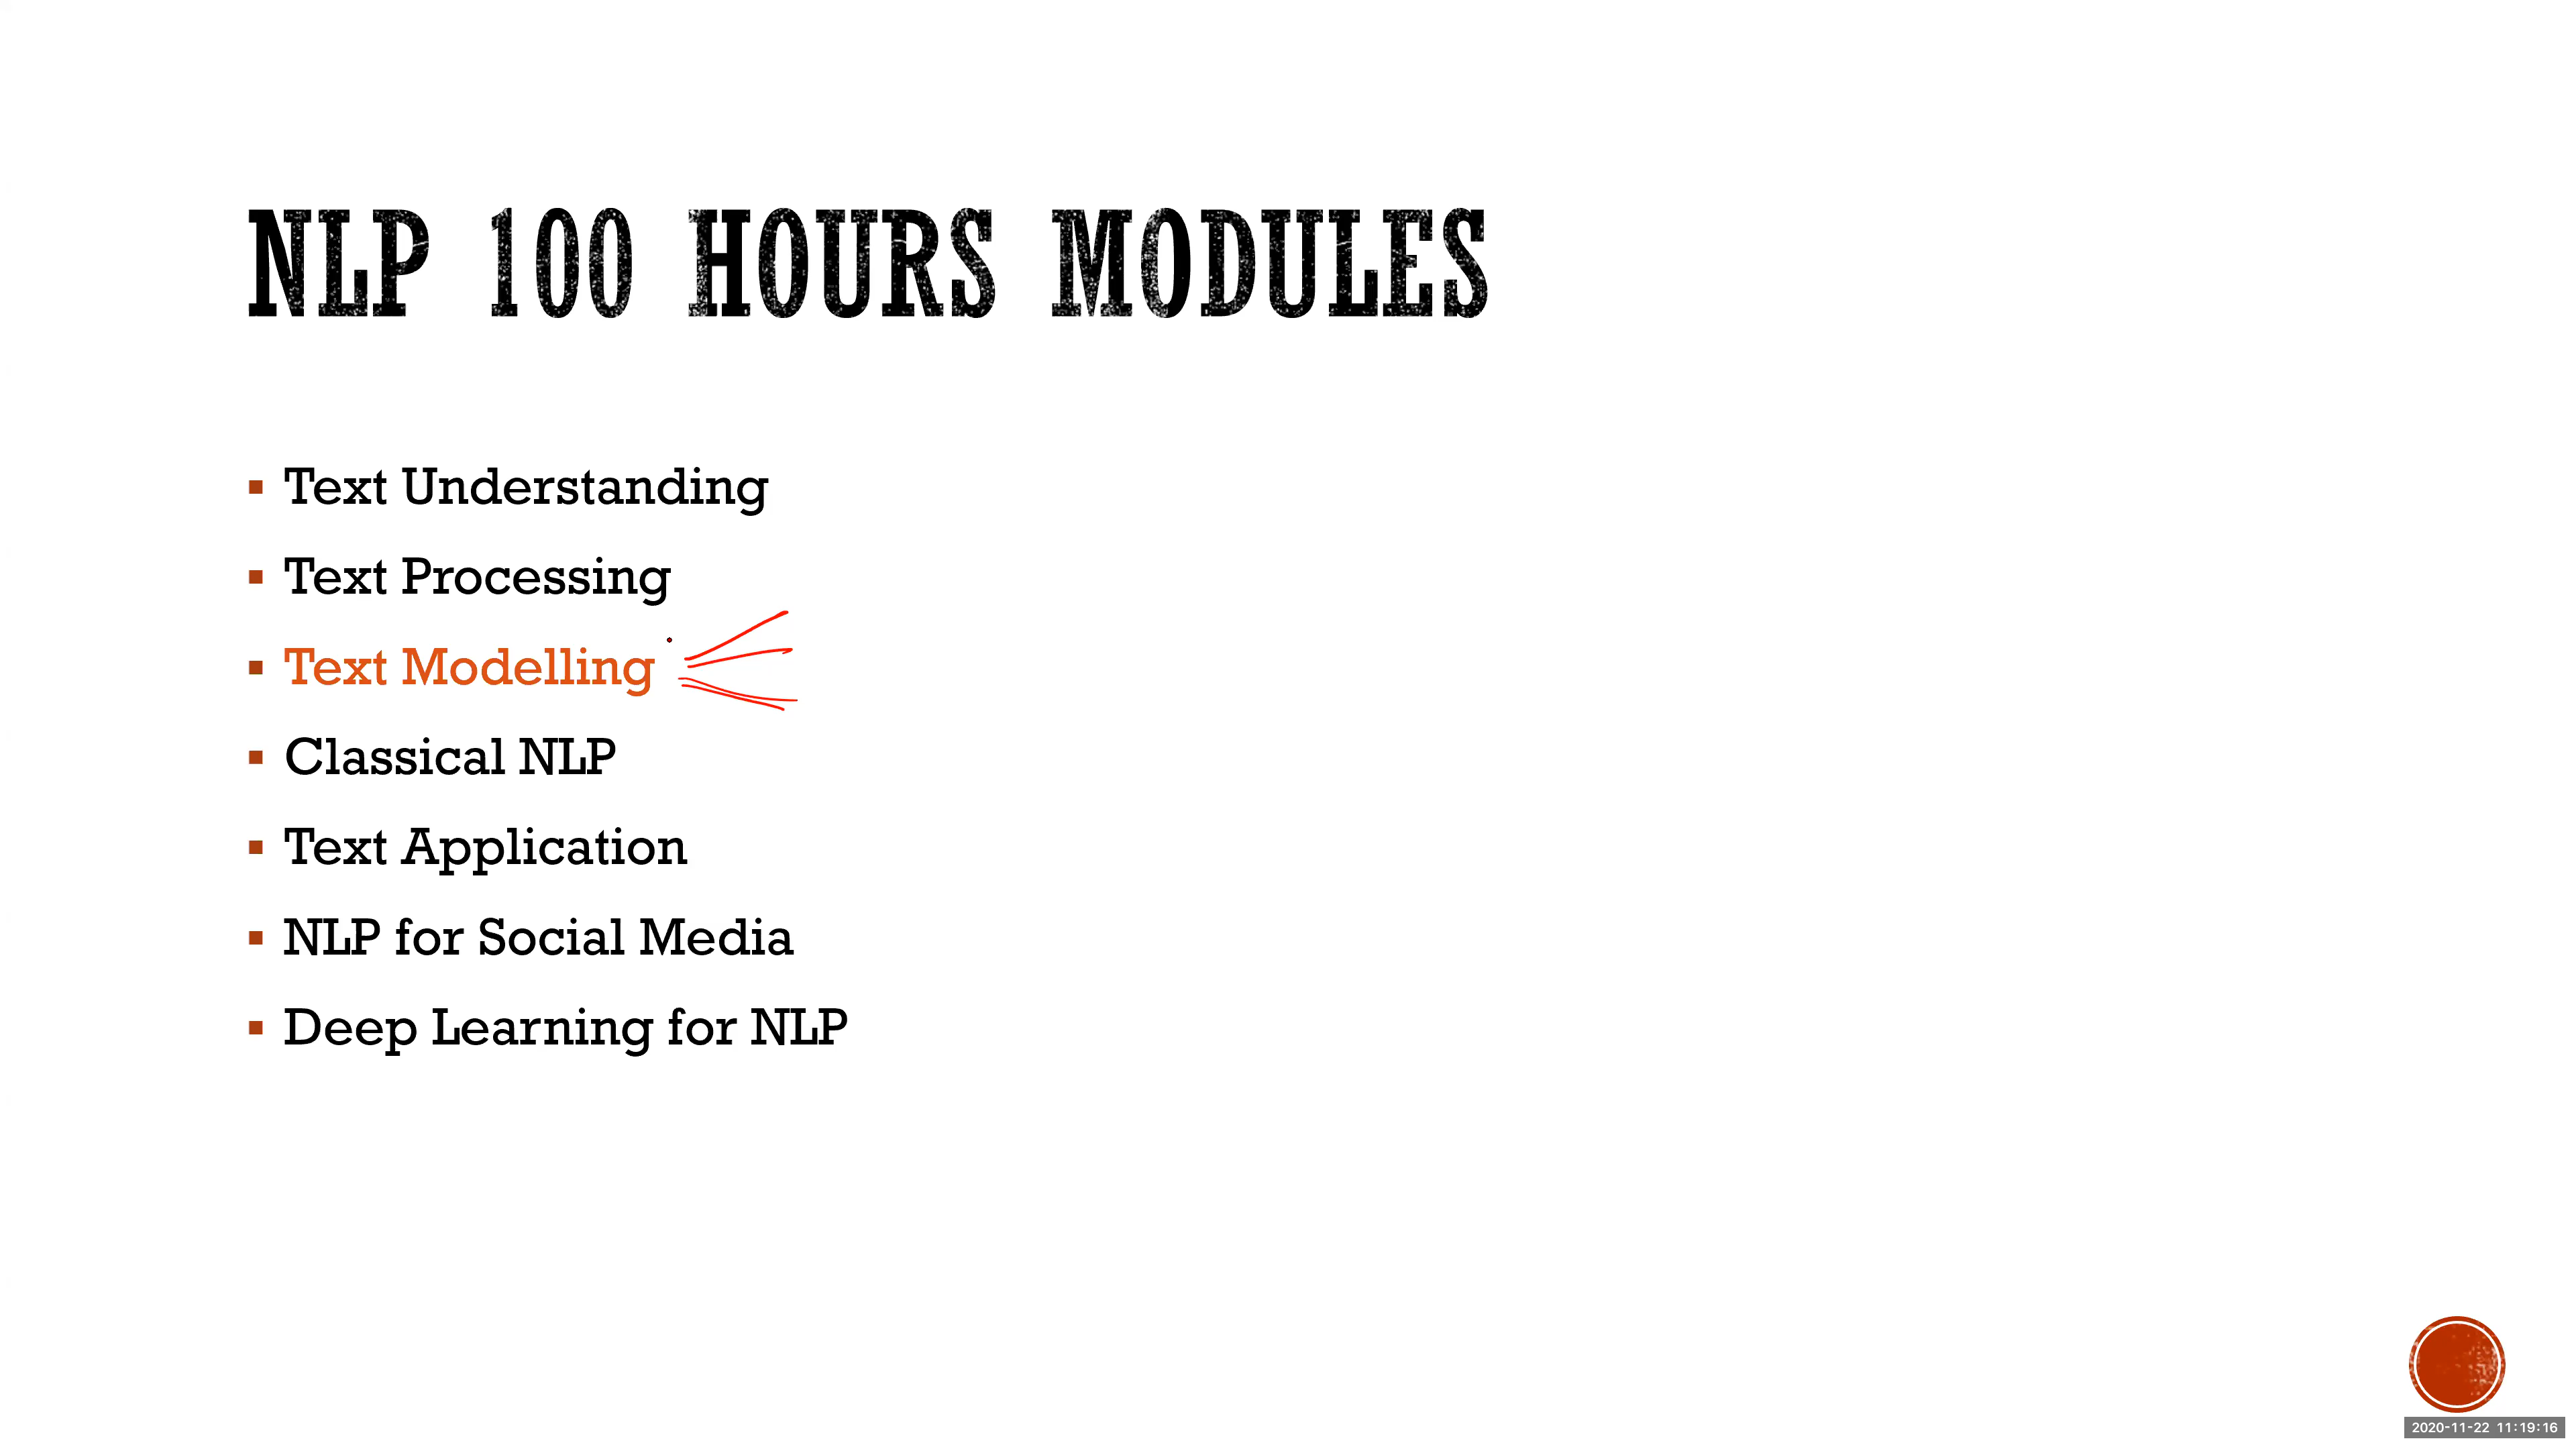 NLP 100 HOURS MODULES
Text Understanding
Text Processing
Text Modelling
Classical NLP
Text Application
NLP for Social Media
Deep Learning for NLP
2020-11-22 11:19:16